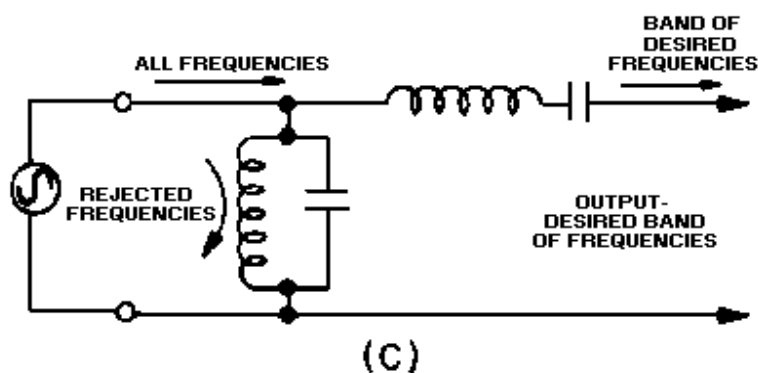 BAND OF
DESIRED
FREQUENCIES
ALL FREQUENCIES
REJECTED
FREQUENCIES
OUTPUT-
DESIRED BAND
OF FREQUENCIES
(C)